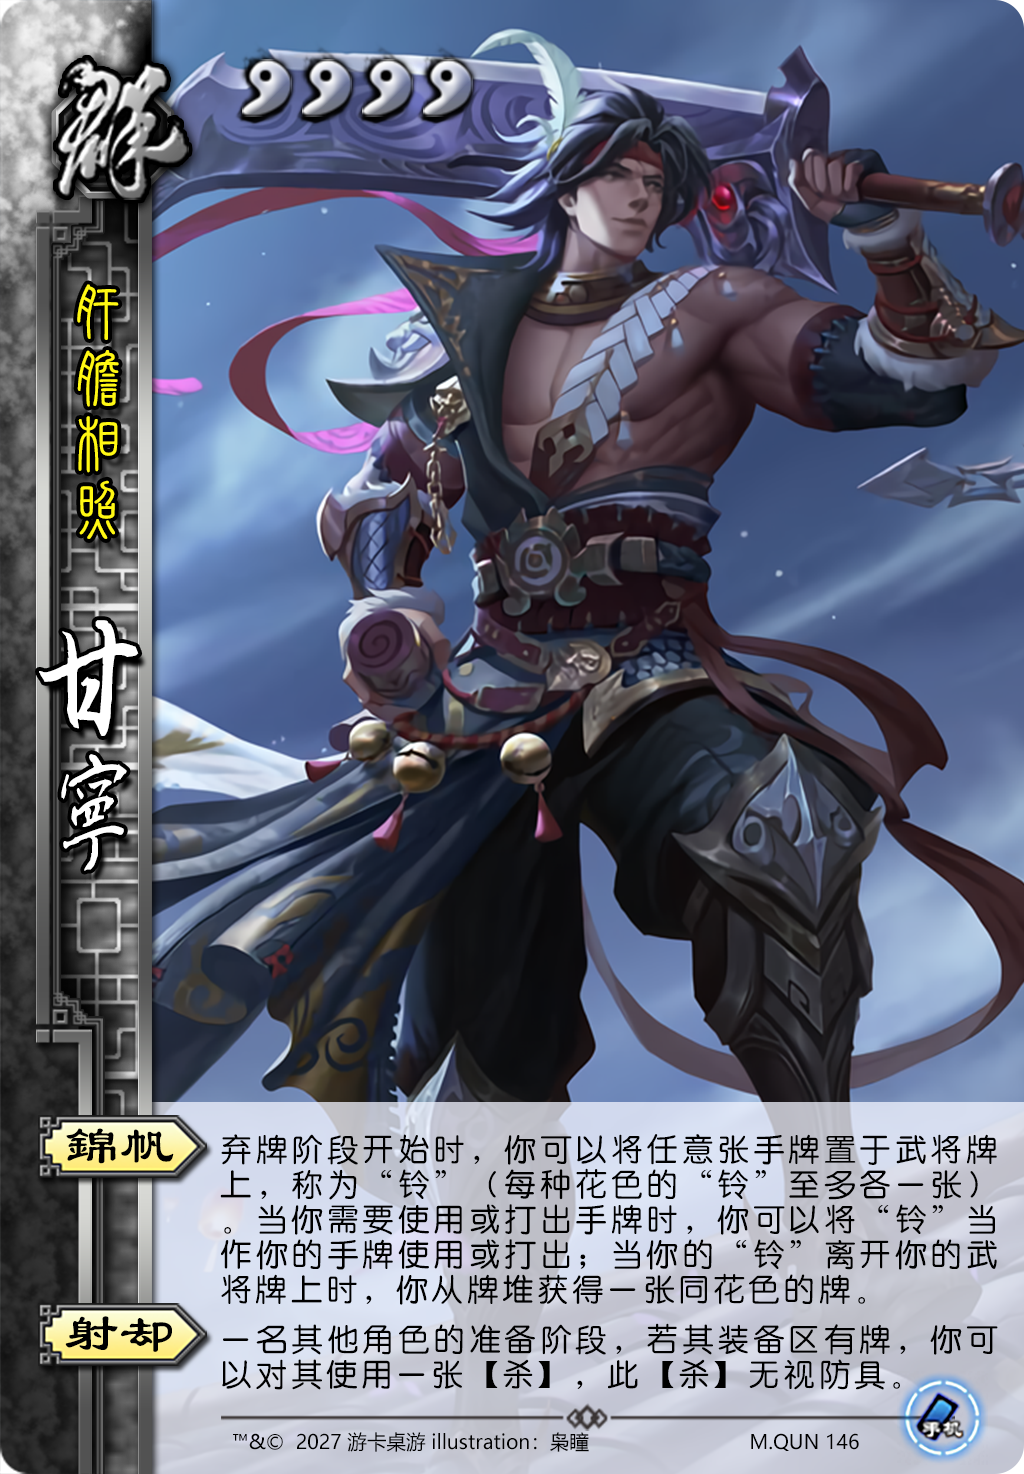 群
肝膽相照
甘寧
錦帆
弃牌阶段开始时，你可以将任意张手牌置于武将牌
上，称为“铃”（每种花色的“铃”至多各一张）
。当你需要使用或打出手牌时，你可以将“铃”当
作你的手牌使用或打出；当你的“铃”离开你的武
将牌上时，你从牌堆获得一张同花色的牌。
射却
一名其他角色的准备阶段，若其装备区有牌，你可
以对其使用一张【杀】，此【杀】无视防具。
™&© 2027 游卡桌游 illustration：枭瞳
M.QUN 146
手机